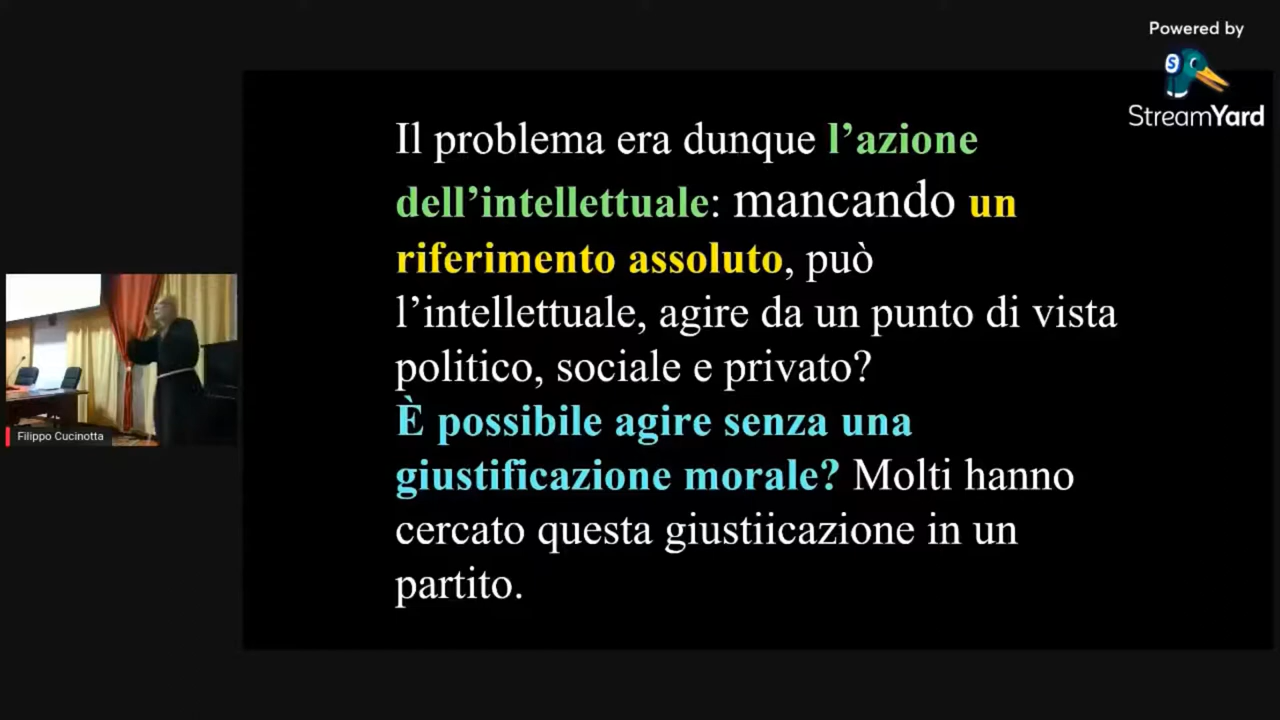 Powered by
StreamYard
Il problema era dunque l’azione
dell’intellettuale: mancando un
riferimento assoluto, può
l’intellettuale, agire da un punto di vista
politico, sociale e privato?
È possibile agire senza una
giustificazione morale? Molti hanno
cercato questa giustiicazione in un
partito.
Filippo Cucinotta